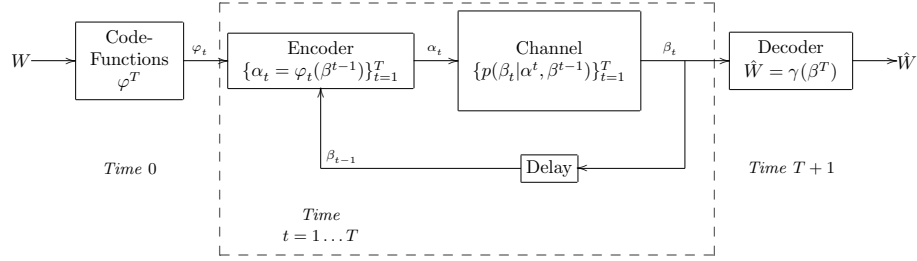 W
Code-
Functions
φ^T
φ_t
Encoder
{α_t = φ_t(β^{t−1})}_{t=1}^T
α_t
Channel
{p(β_t|α^t, β^{t−1})}_{t=1}^T
β_t
Decoder
Ŵ = γ(β^T)
Ŵ
β_{t−1}
Delay
Time 0
Time T + 1
Time
t = 1 . . . T